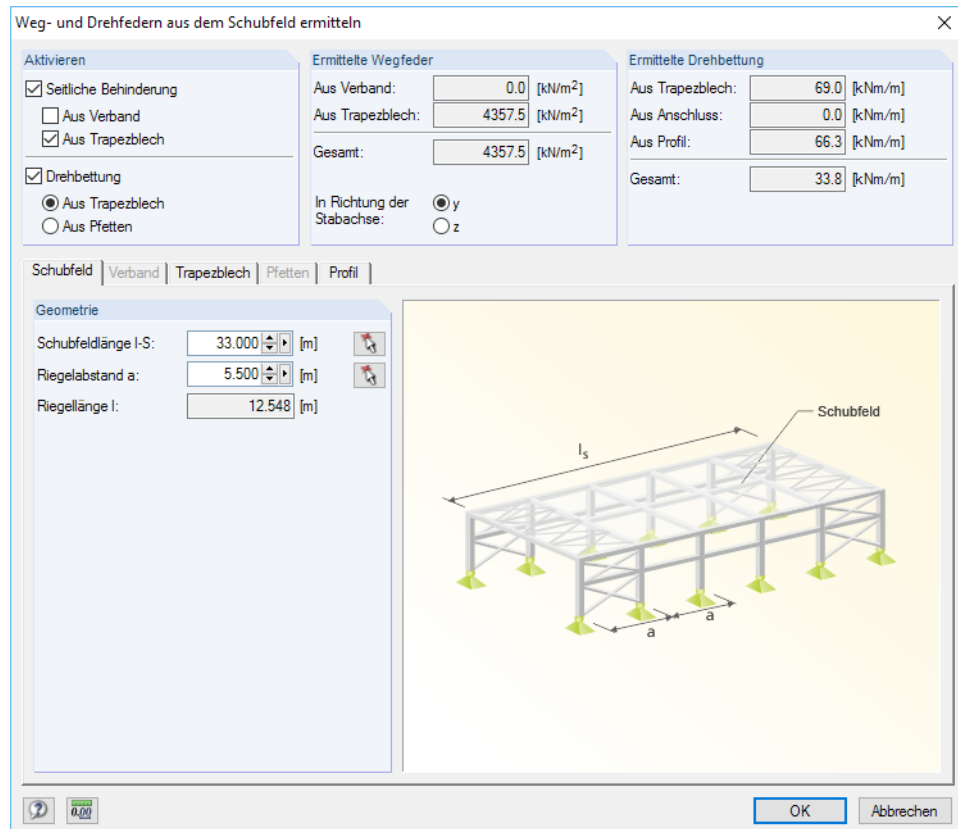 Weg- und Drehfedern aus dem Schubfeld ermitteln
Aktivieren
Seitliche Behinderung
Aus Verband
Aus Trapezblech
Drehbettung
Aus Trapezblech
Aus Pfetten
Ermittelte Wegfeder
Aus Verband: 0.0 [kN/m²]
Aus Trapezblech: 4357.5 [kN/m²]
Gesamt: 4357.5 [kN/m²]
In Richtung der
Stabachse:
y
z
Ermittelte Drehbettung
Aus Trapezblech: 69.0 [kNm/m]
Aus Anschluss: 0.0 [kNm/m]
Aus Profil: 66.3 [kNm/m]
Gesamt: 33.8 [kNm/m]
Schubfeld Verband Trapezblech Pfetten Profil
Geometrie
Schubfeldlänge l-S: 33.000 [m]
Riegelabstand a: 5.500 [m]
Riegellänge l: 12.548 [m]
Schubfeld
ls
a
a
0.00
OK Abbrechen